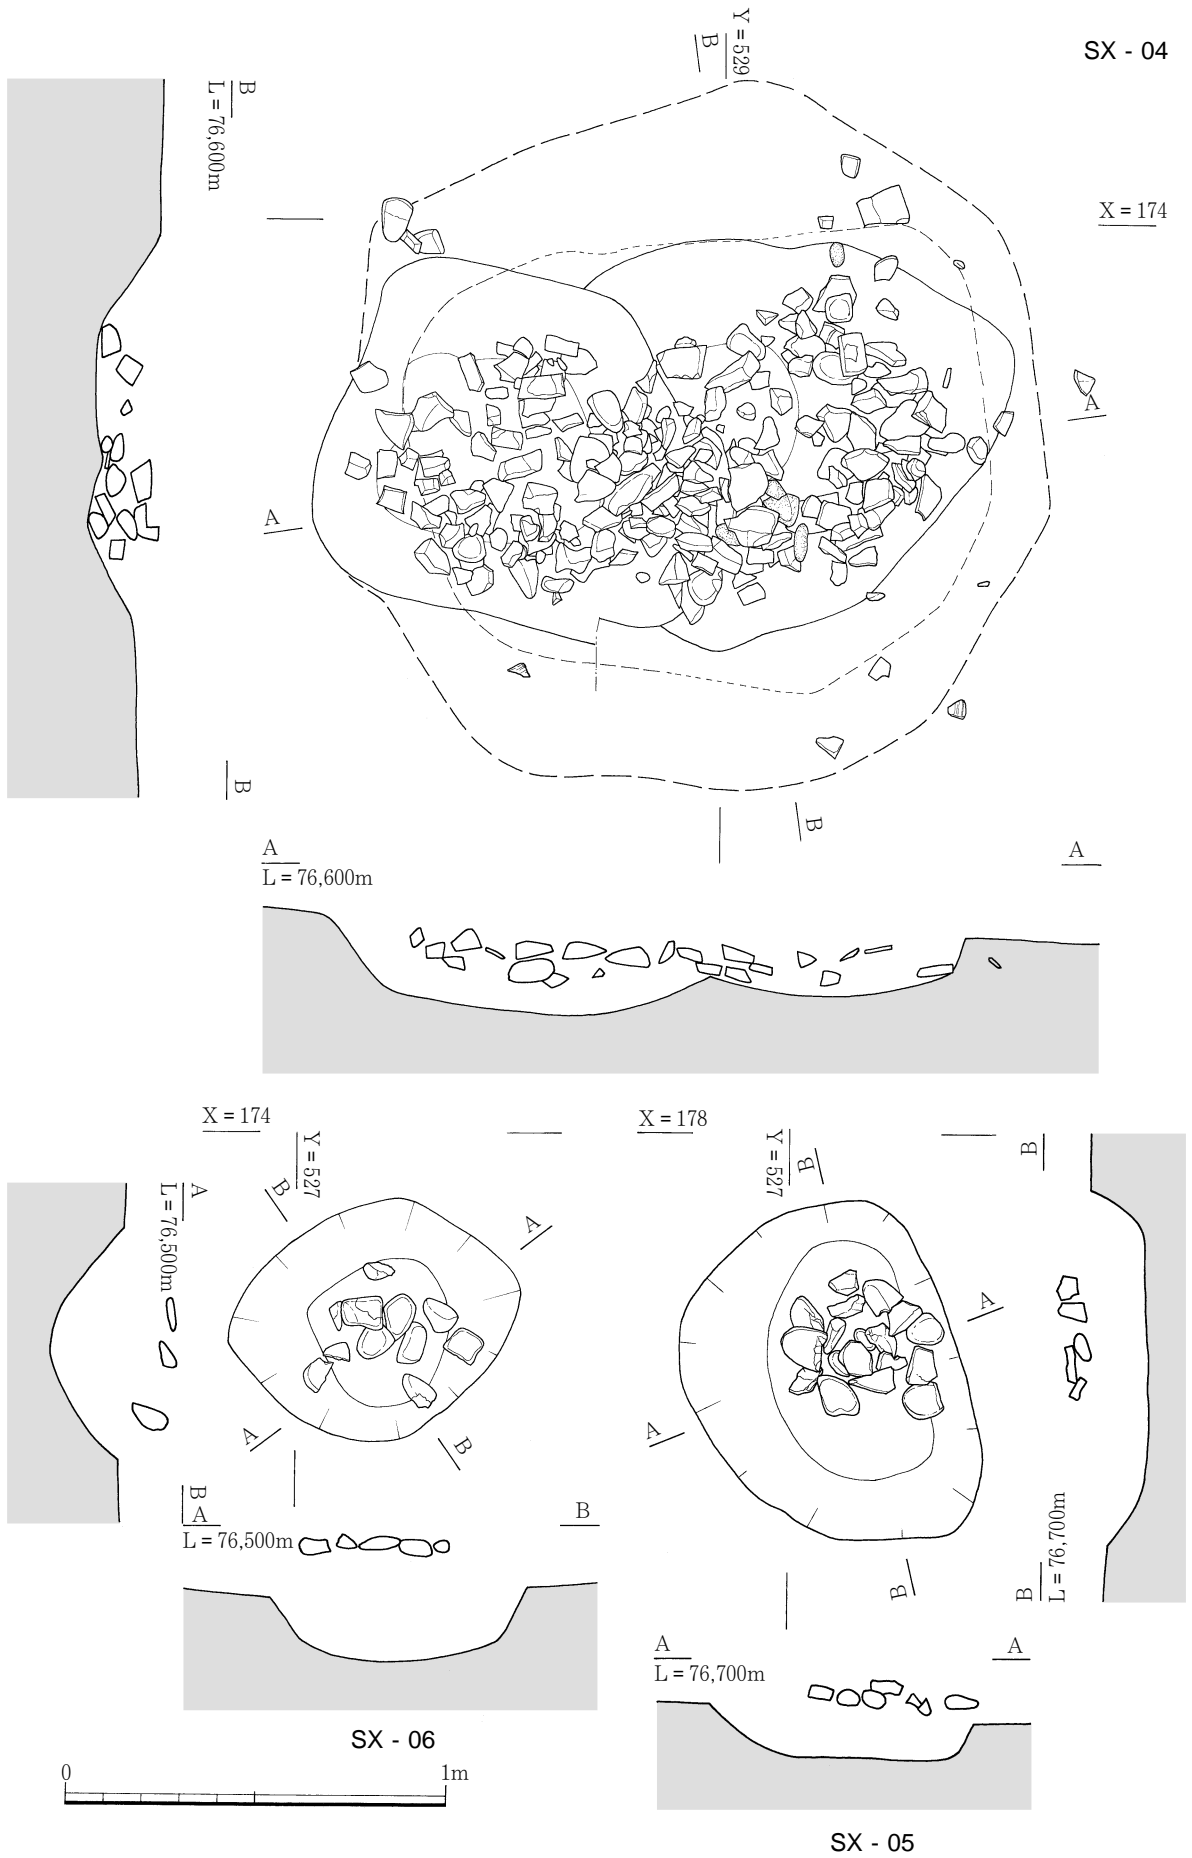 SX - 04
B
Y = 529
B
L = 76,600m
X = 174
A
A
B
B
A
L = 76,600m
A
X = 174
Y = 527
B
A
A
L = 76,500m
A
B
B
A
L = 76,500m
B
SX - 06
X = 178
Y = 527
B
B
A
A
B
B
L = 76,700m
A
L = 76,700m
A
SX - 05
0
1m